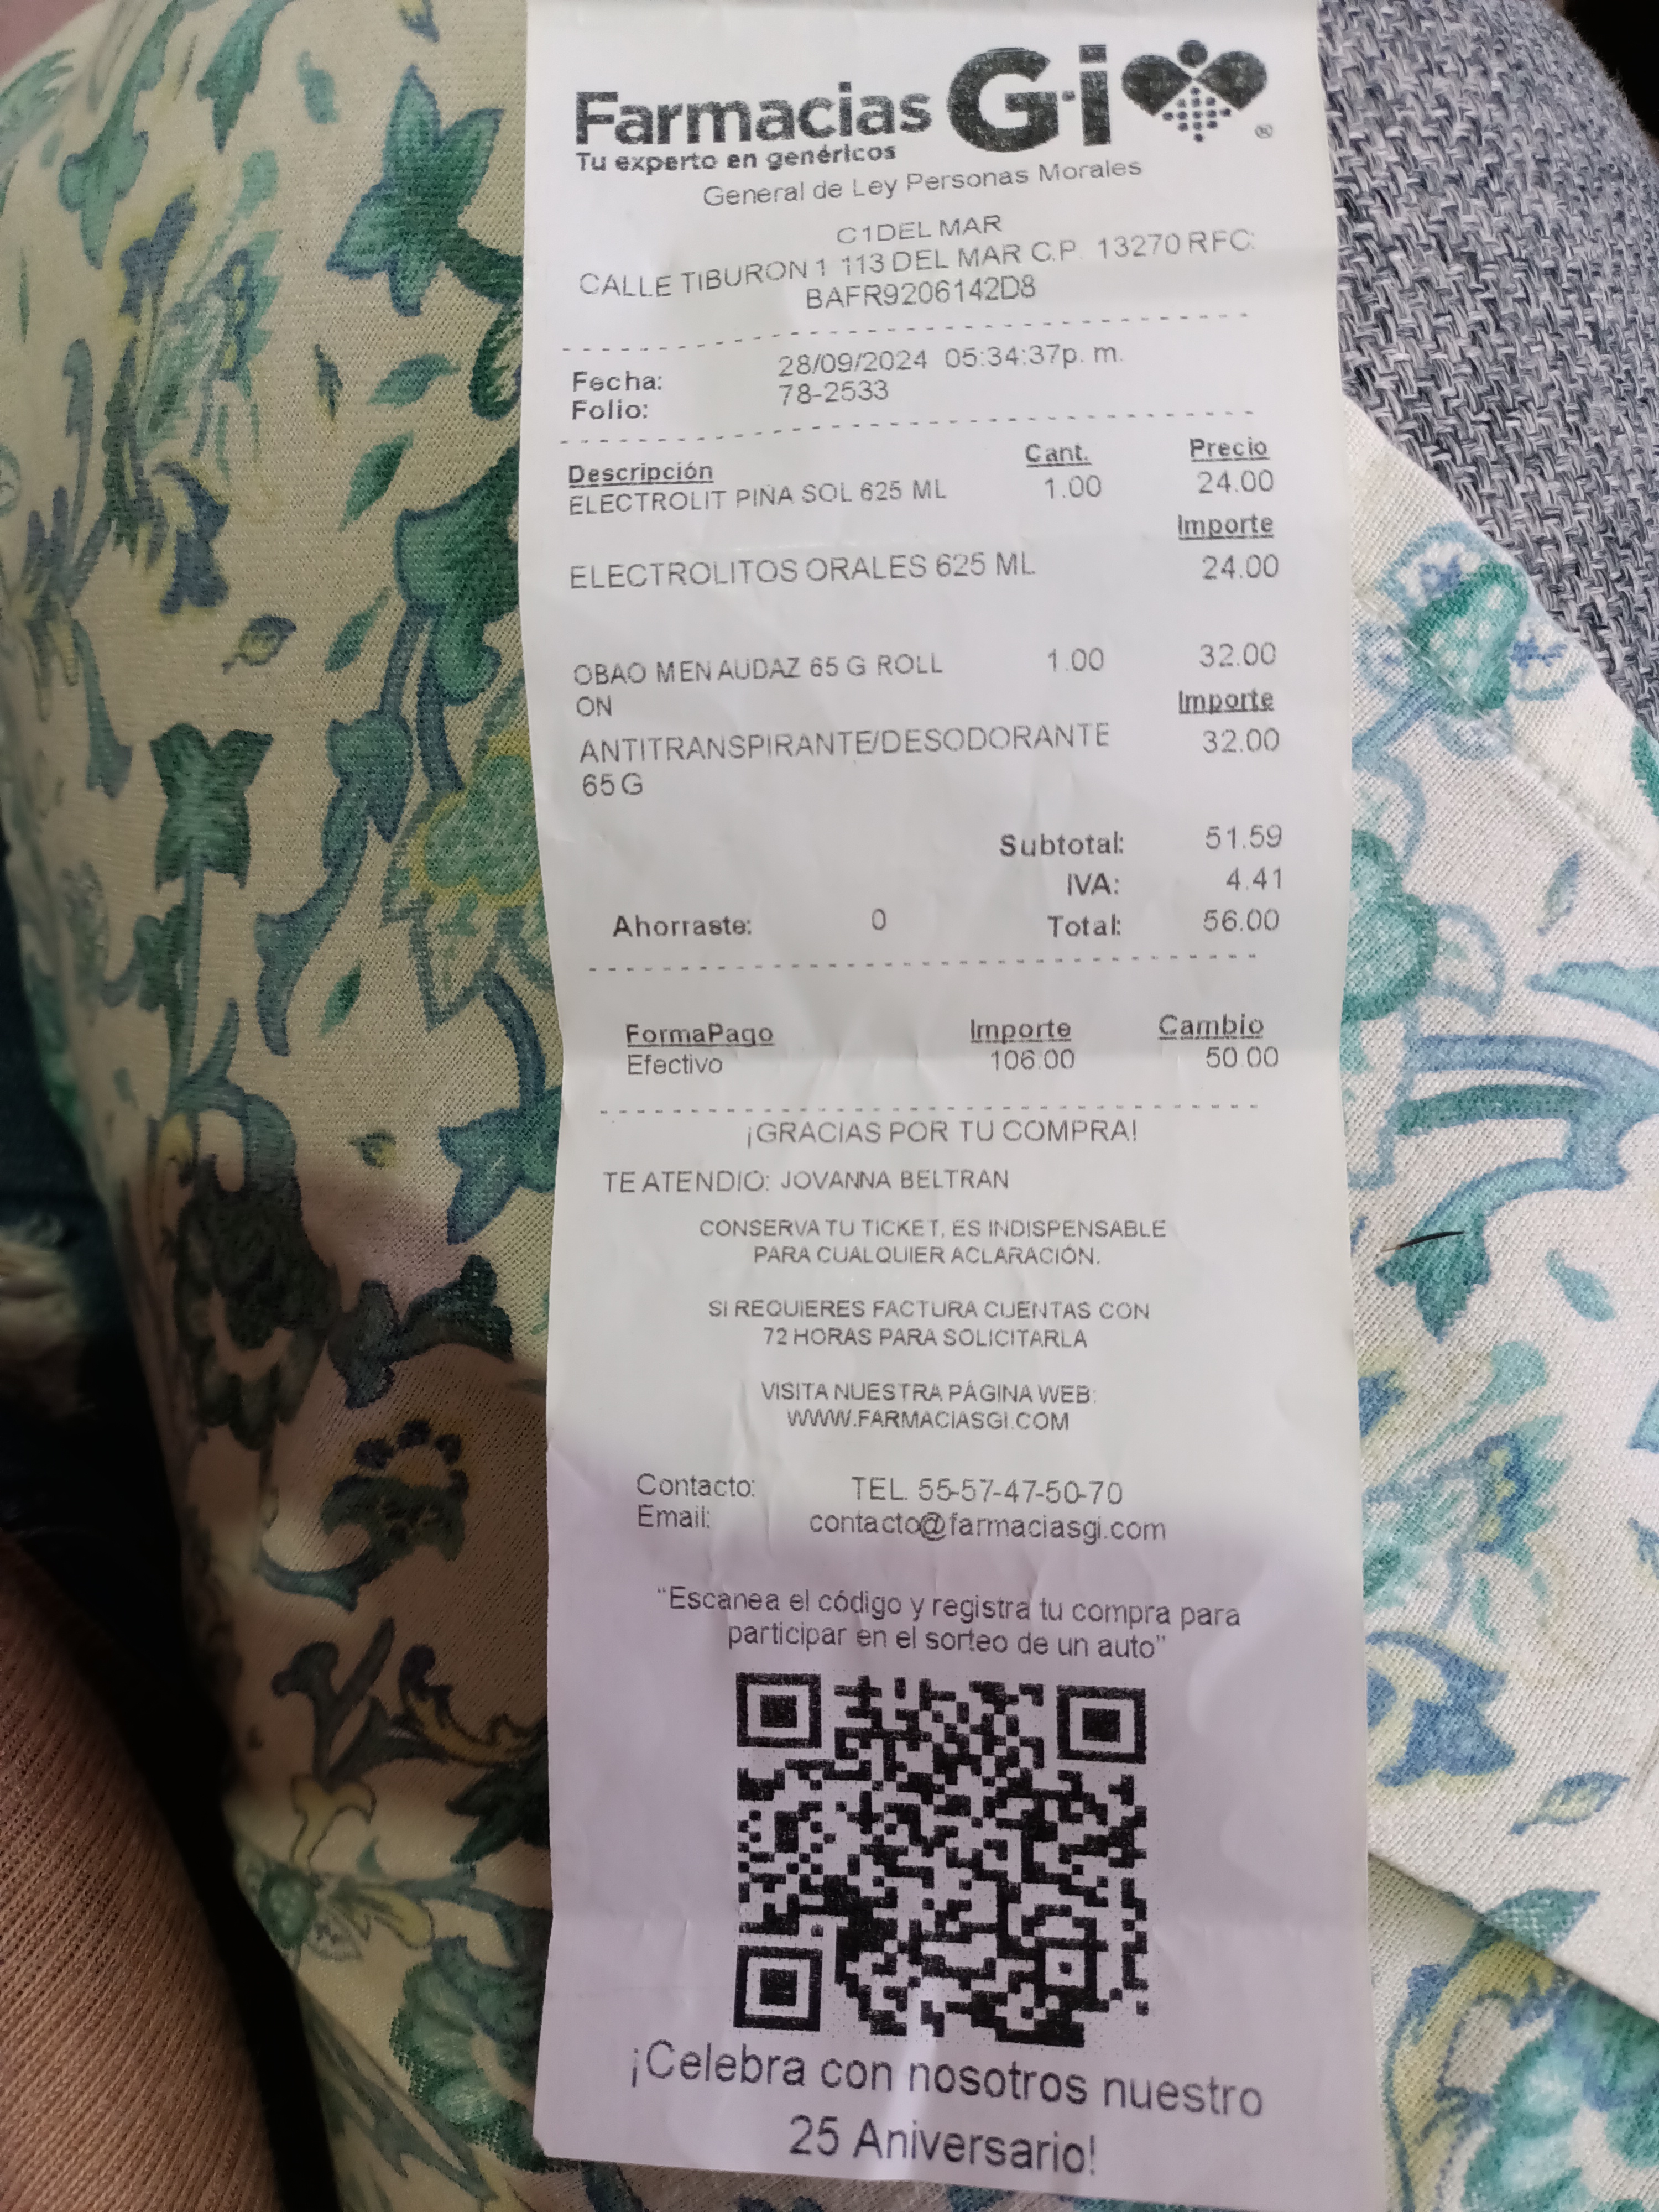 Farmacias Gi ®
Tu experto en genéricos
General de Ley Personas Morales
C1DEL MAR
CALLE TIBURON 1 113 DEL MAR C.P. 13270 RFC:
BAFR9206142D8
Fecha: 28/09/2024 05:34:37p. m.
Folio: 78-2533
Descripción Cant. Precio
ELECTROLIT PIÑA SOL 625 ML 1.00 24.00
Importe
ELECTROLITOS ORALES 625 ML 24.00
OBAO MEN AUDAZ 65 G ROLL 1.00 32.00
ON Importe
ANTITRANSPIRANTE/DESODORANTE 32.00
65 G
Subtotal: 51.59
IVA: 4.41
Ahorraste: 0 Total: 56.00
FormaPago Importe Cambio
Efectivo 106.00 50.00
¡GRACIAS POR TU COMPRA!
TE ATENDIO: JOVANNA BELTRAN
CONSERVA TU TICKET, ES INDISPENSABLE
PARA CUALQUIER ACLARACIÓN.
SI REQUIERES FACTURA CUENTAS CON
72 HORAS PARA SOLICITARLA
VISITA NUESTRA PÁGINA WEB:
WWW.FARMACIASGI.COM
Contacto: TEL. 55-57-47-50-70
Email: contacto@farmaciasgi.com
“Escanea el código y registra tu compra para
participar en el sorteo de un auto”
¡Celebra con nosotros nuestro
25 Aniversario!